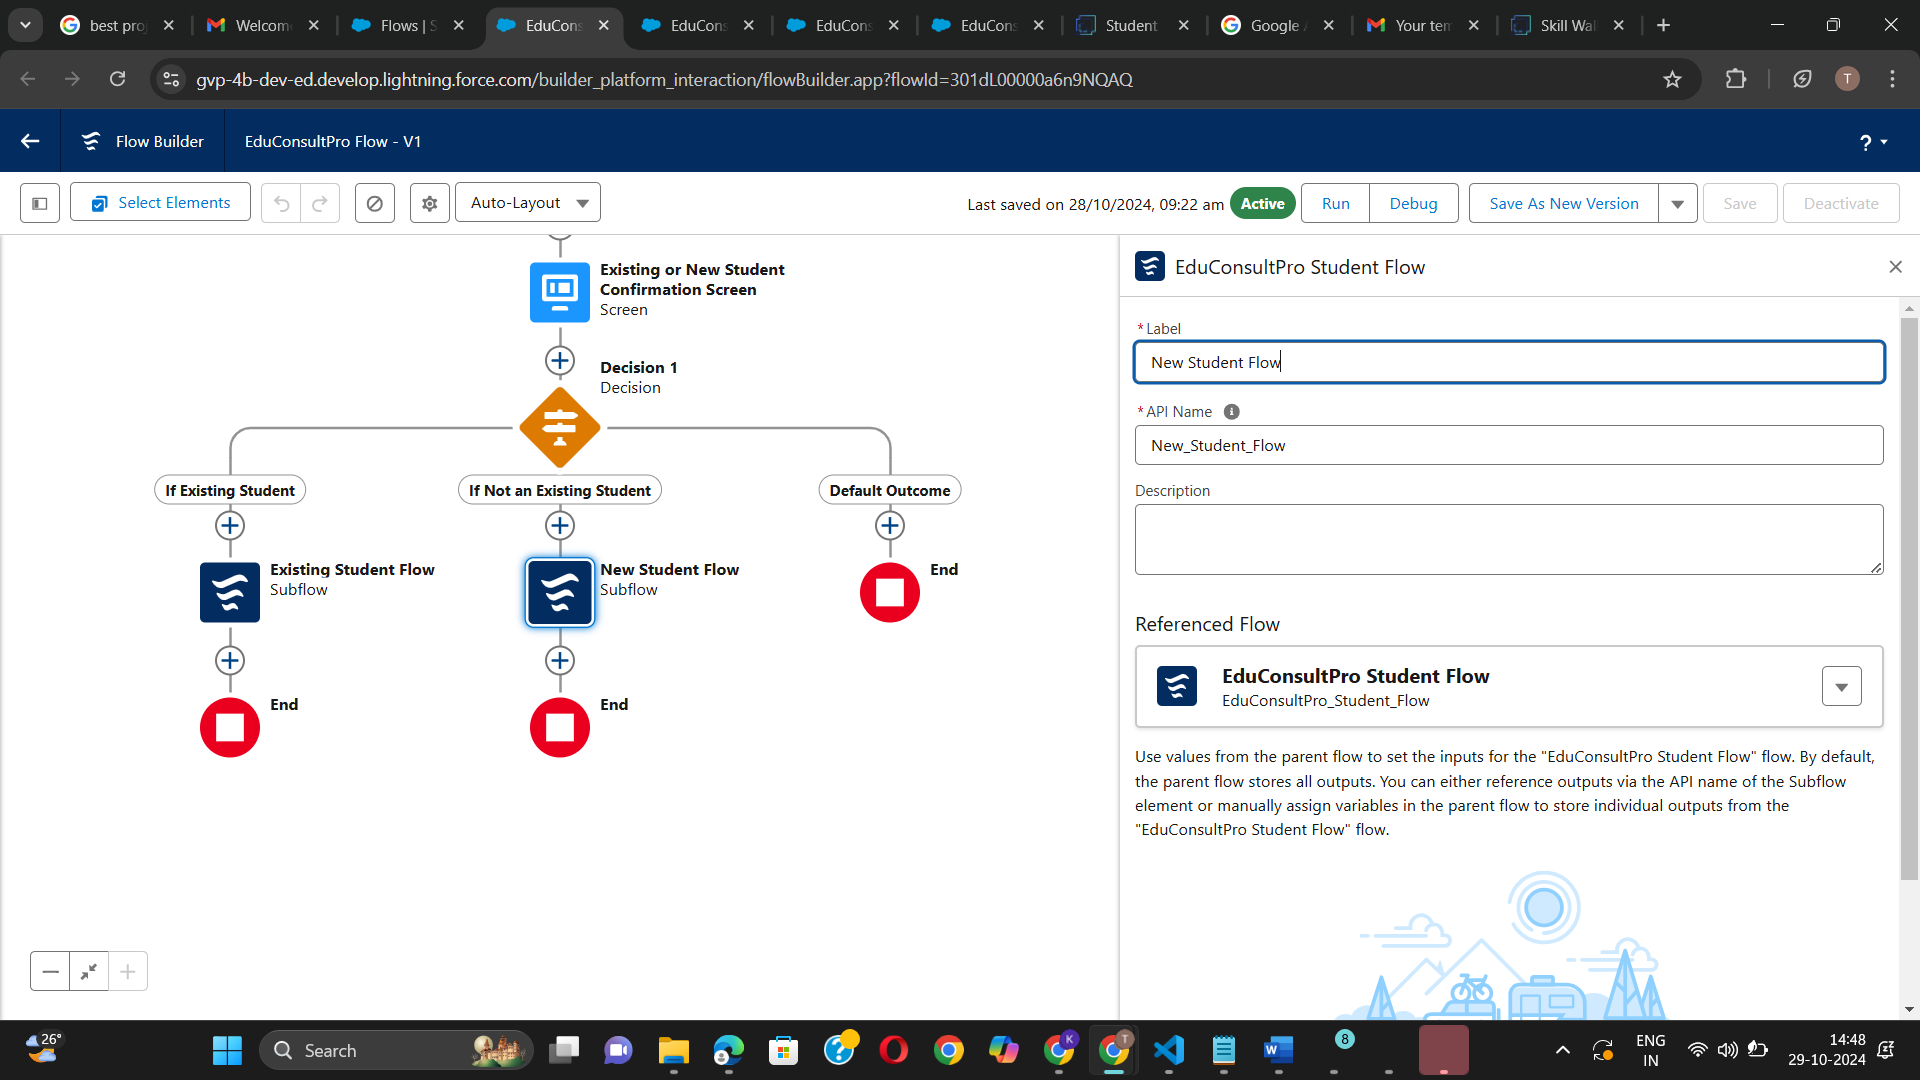 best pro
Welcom
Flows | S
EduCons
EduCons
EduCons
EduCons
Student
Google A
Your tem
Skill Wal
gvp-4b-dev-ed.develop.lightning.force.com/builder_platform_interaction/flowBuilder.app?flowId=301dL00000a6n9NQAQ
T
Flow Builder
EduConsultPro Flow - V1
?
Select Elements
Auto-Layout
Last saved on 28/10/2024, 09:22 am
Active
Run
Debug
Save As New Version
Save
Deactivate
Existing or New Student
Confirmation Screen
Screen
Decision 1
Decision
If Existing Student
If Not an Existing Student
Default Outcome
Existing Student Flow
Subflow
New Student Flow
Subflow
End
End
End
EduConsultPro Student Flow
*Label
New Student Flow
*API Name
New_Student_Flow
Description
Referenced Flow
EduConsultPro Student Flow
EduConsultPro_Student_Flow
Use values from the parent flow to set the inputs for the "EduConsultPro Student Flow" flow. By default,
the parent flow stores all outputs. You can either reference outputs via the API name of the Subflow
element or manually assign variables in the parent flow to store individual outputs from the
"EduConsultPro Student Flow" flow.
26°
Search
K
T
8
ENG
IN
14:48
29-10-2024